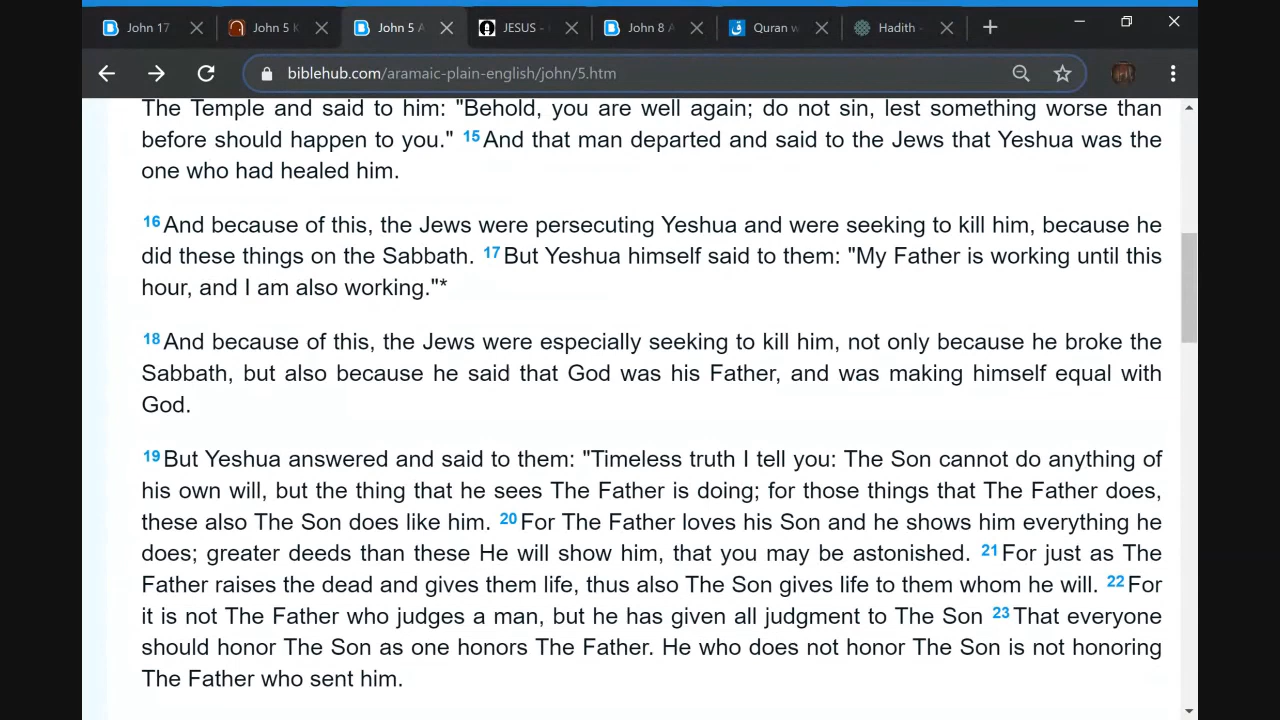 John 17
John 5 K
John 5 A
JESUS -
John 8 A
Quran w
Hadith -
biblehub.com/aramaic-plain-english/john/5.htm
The Temple and said to him: "Behold, you are well again; do not sin, lest something worse than
before should happen to you." 15 And that man departed and said to the Jews that Yeshua was the
one who had healed him.
16 And because of this, the Jews were persecuting Yeshua and were seeking to kill him, because he
did these things on the Sabbath. 17 But Yeshua himself said to them: "My Father is working until this
hour, and I am also working."*
18 And because of this, the Jews were especially seeking to kill him, not only because he broke the
Sabbath, but also because he said that God was his Father, and was making himself equal with
God.
19 But Yeshua answered and said to them: "Timeless truth I tell you: The Son cannot do anything of
his own will, but the thing that he sees The Father is doing; for those things that The Father does,
these also The Son does like him. 20 For The Father loves his Son and he shows him everything he
does; greater deeds than these He will show him, that you may be astonished. 21 For just as The
Father raises the dead and gives them life, thus also The Son gives life to them whom he will. 22 For
it is not The Father who judges a man, but he has given all judgment to The Son 23 That everyone
should honor The Son as one honors The Father. He who does not honor The Son is not honoring
The Father who sent him.